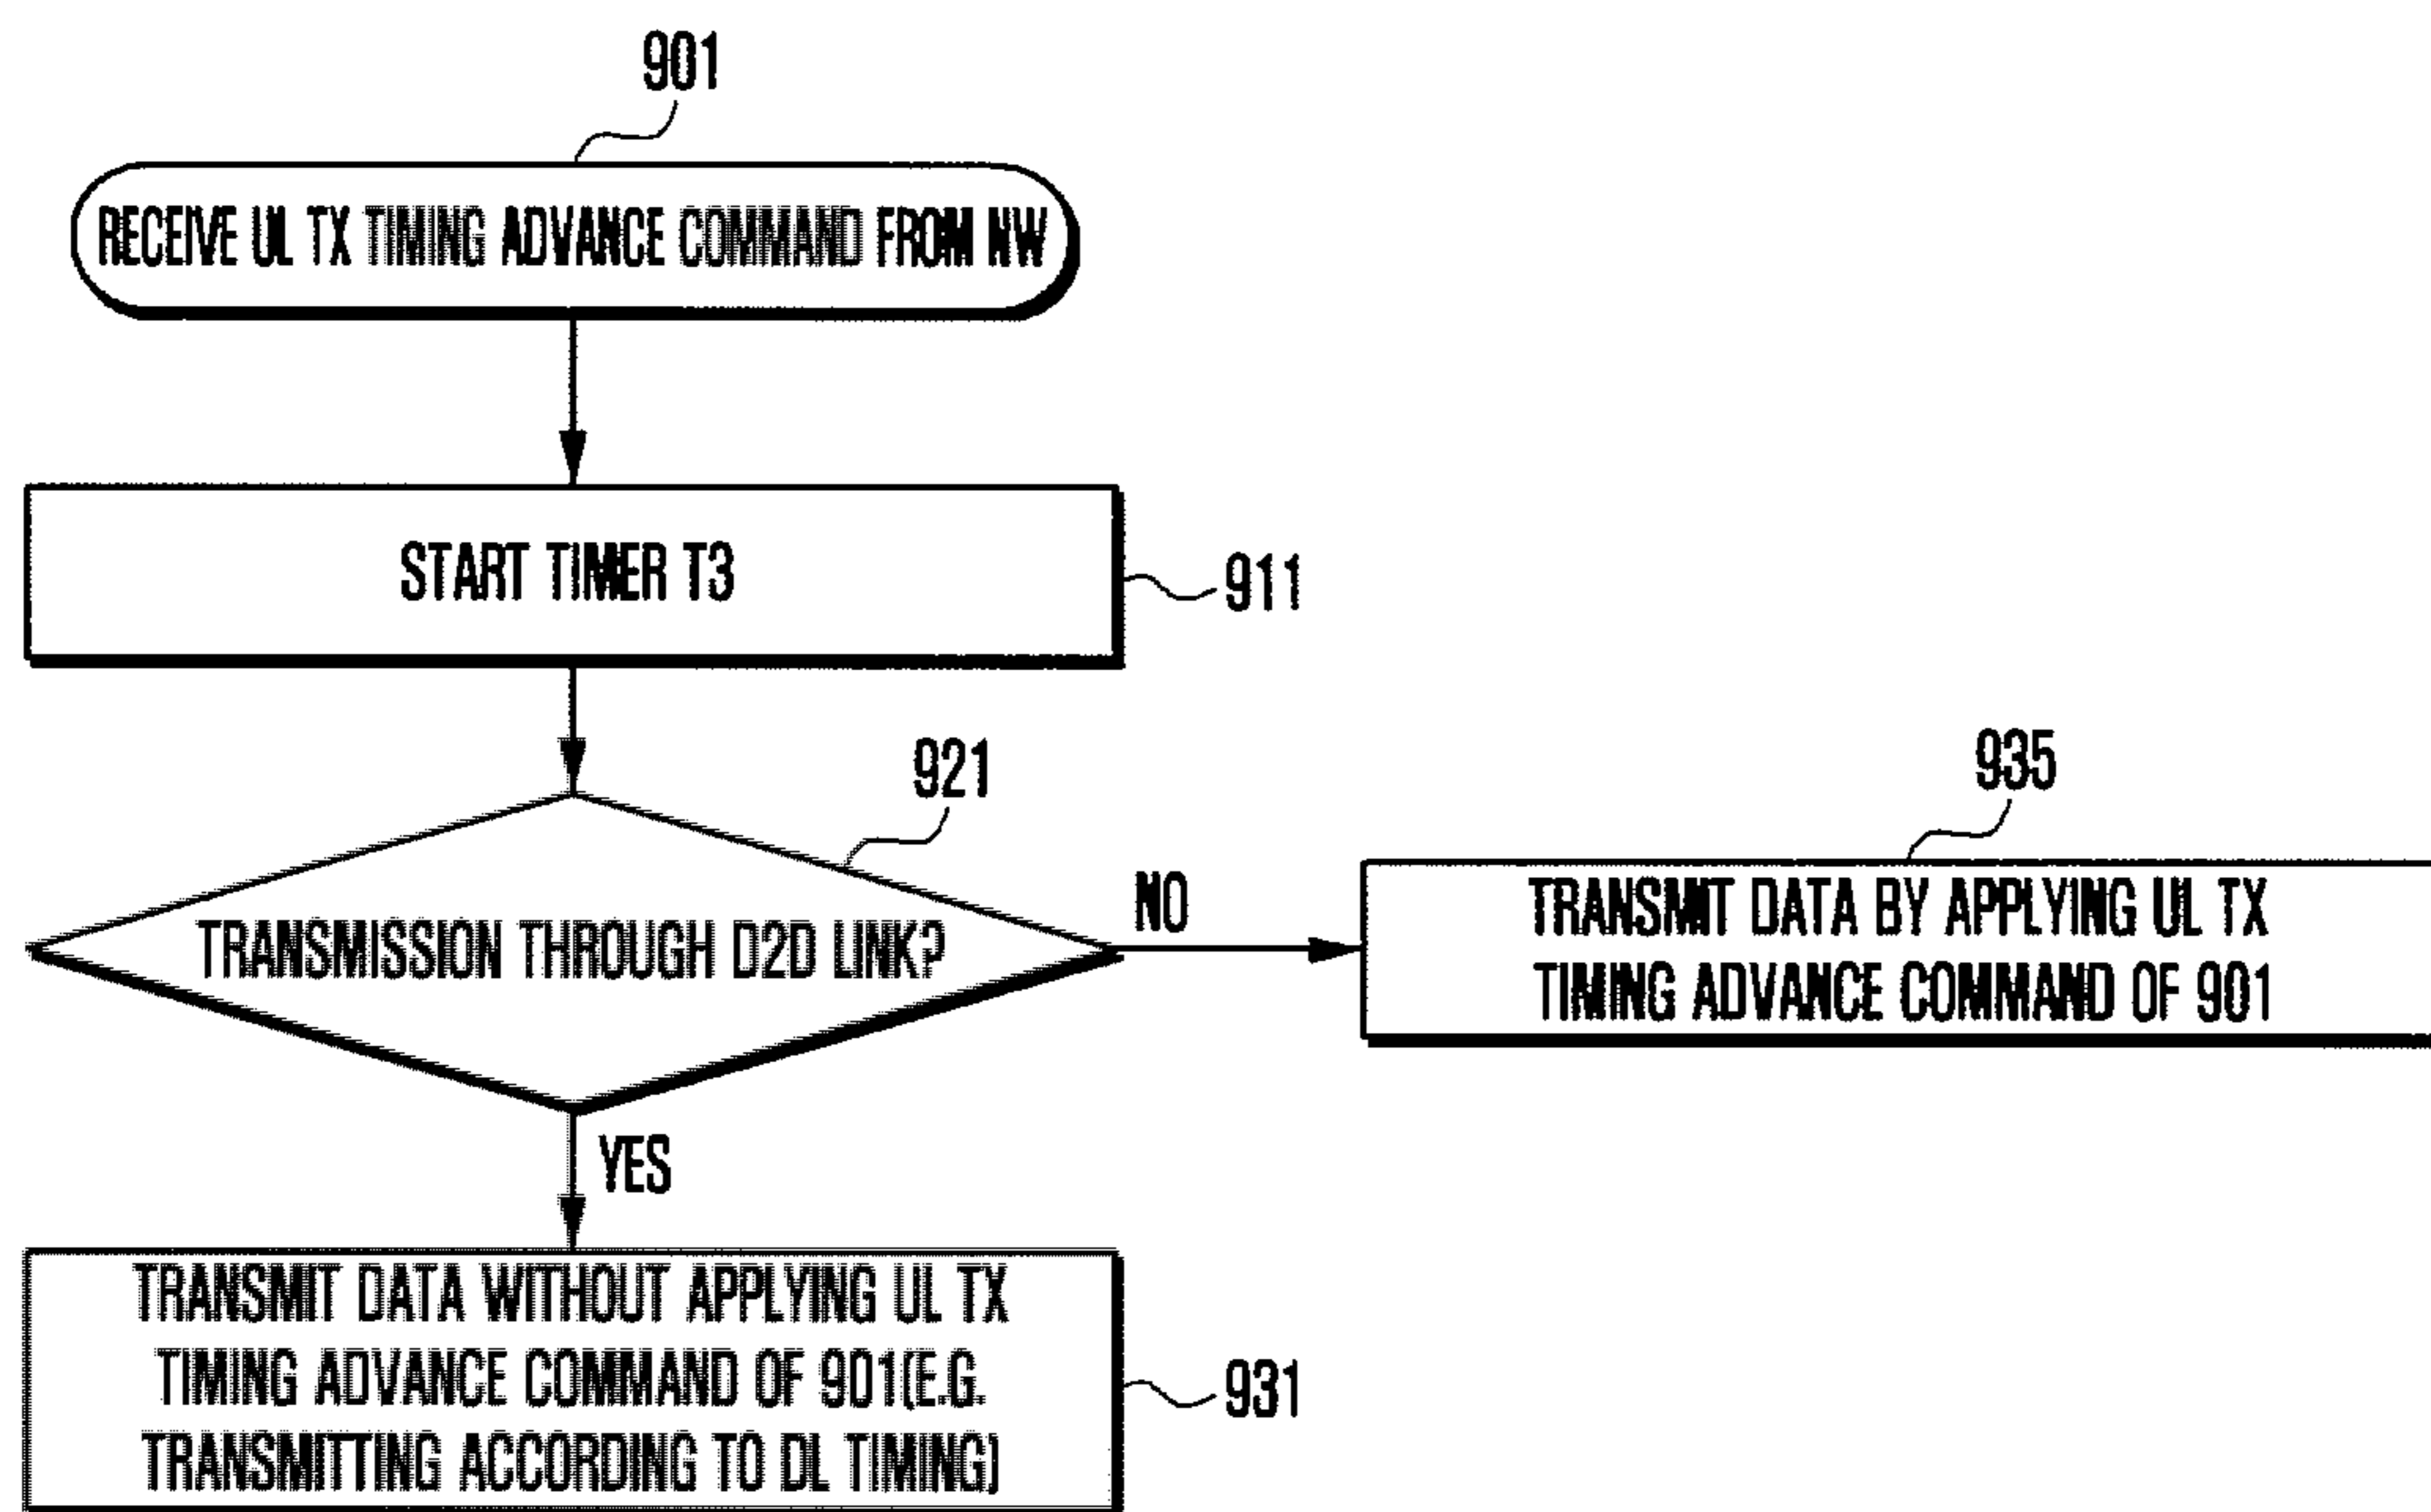 901
RECEIVE UL TX TIMING ADVANCE COMMAND FROM NW
START TIMER T3
911
921
TRANSMISSION THROUGH D2D LINK?
NO
935
TRANSMIT DATA BY APPLYING UL TX
TIMING ADVANCE COMMAND OF 901
YES
TRANSMIT DATA WITHOUT APPLYING UL TX
TIMING ADVANCE COMMAND OF 901(E.G.
TRANSMITTING ACCORDING TO DL TIMING)
931